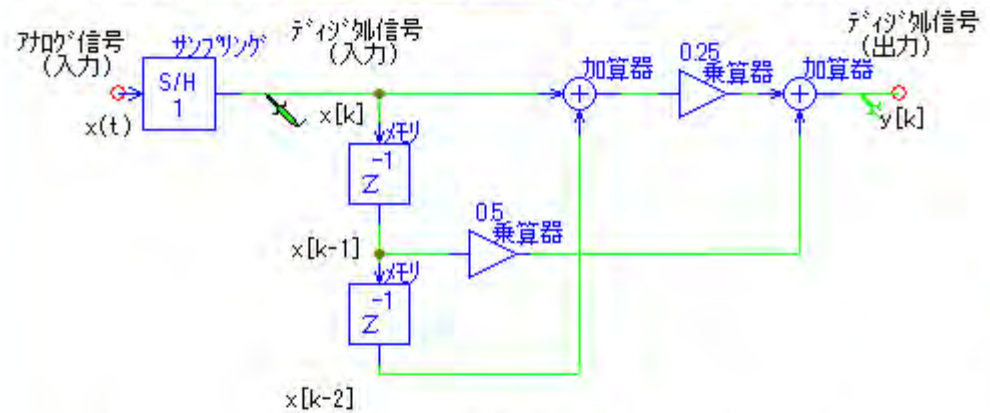 アナログ信号
(入力)
x(t)
サンプリング
S/H
1
ディジタル信号
(入力)
x[k]
メモリ
Z-1
x[k-1]
メモリ
Z-1
x[k-2]
0.5
乗算器
加算器
0.25
乗算器
加算器
ディジタル信号
(出力)
y[k]